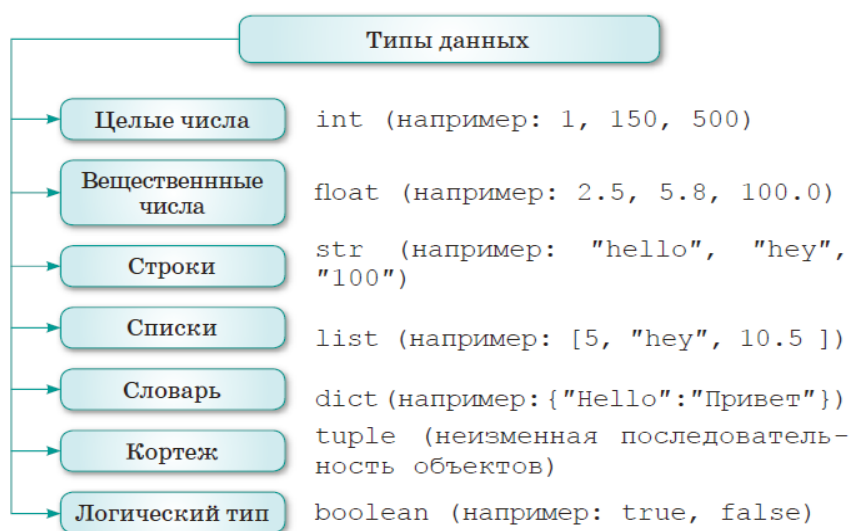 Типы данных
Целые числа
int (например: 1, 150, 500)
Вещественнные
числа
float (например: 2.5, 5.8, 100.0)
Строки
str (например: "hello", "hey",
"100")
Списки
list (например: [5, "hey", 10.5 ])
Словарь
dict (например:{"Hello":"Привет"})
Кортеж
tuple (неизменная последователь-
ность объектов)
Логический тип
boolean (например: true, false)